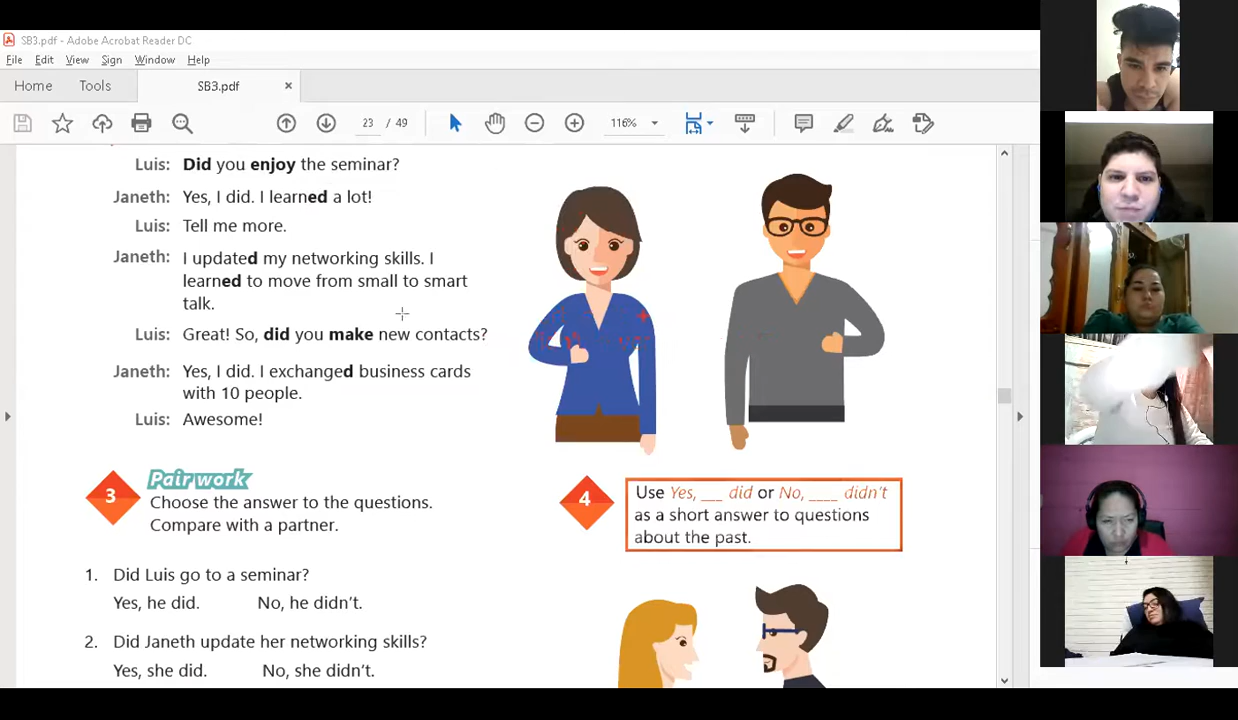 SB3.pdf - Adobe Acrobat Reader DC
File Edit View Sign Window Help
Home Tools SB3.pdf ×
23 / 49 116%
Luis: Did you enjoy the seminar?
Janeth: Yes, I did. I learned a lot!
Luis: Tell me more.
Janeth: I updated my networking skills. I
learned to move from small to smart
talk.
Luis: Great! So, did you make new contacts?
Janeth: Yes, I did. I exchanged business cards
with 10 people.
Luis: Awesome!
3 Pair work
Choose the answer to the questions.
Compare with a partner.
1. Did Luis go to a seminar?
Yes, he did. No, he didn't.
2. Did Janeth update her networking skills?
Yes, she did. No, she didn't.
4 Use Yes, ___ did or No, ____ didn't
as a short answer to questions
about the past.